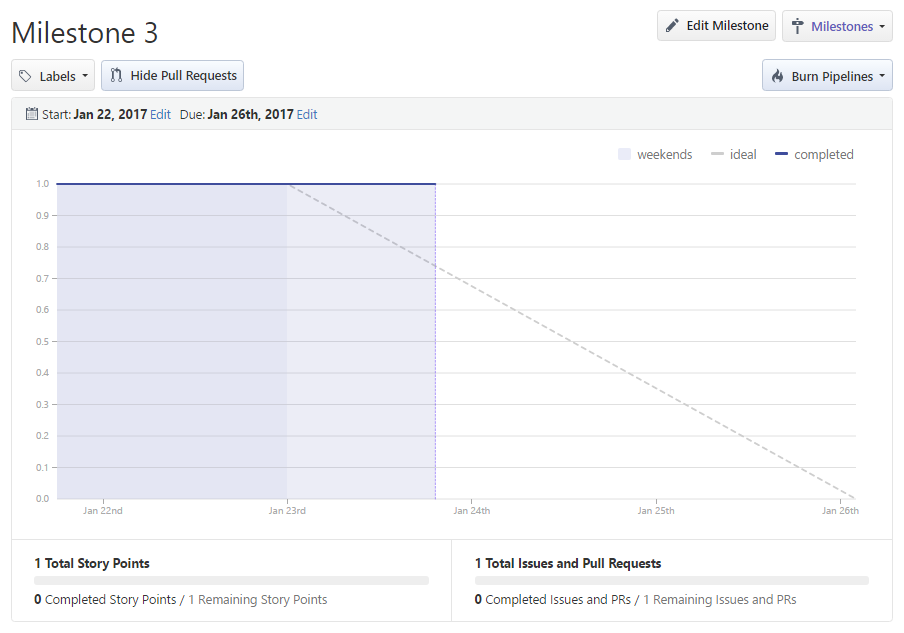 Milestone 3
Edit Milestone
Milestones
Labels
Hide Pull Requests
Burn Pipelines
Start: Jan 22, 2017 Edit Due: Jan 26th, 2017 Edit
weekends ideal completed
1.0
0.9
0.8
0.7
0.6
0.5
0.4
0.3
0.2
0.1
0.0
Jan 22nd Jan 23rd Jan 24th Jan 25th Jan 26th
1 Total Story Points
0 Completed Story Points / 1 Remaining Story Points
1 Total Issues and Pull Requests
0 Completed Issues and PRs / 1 Remaining Issues and PRs